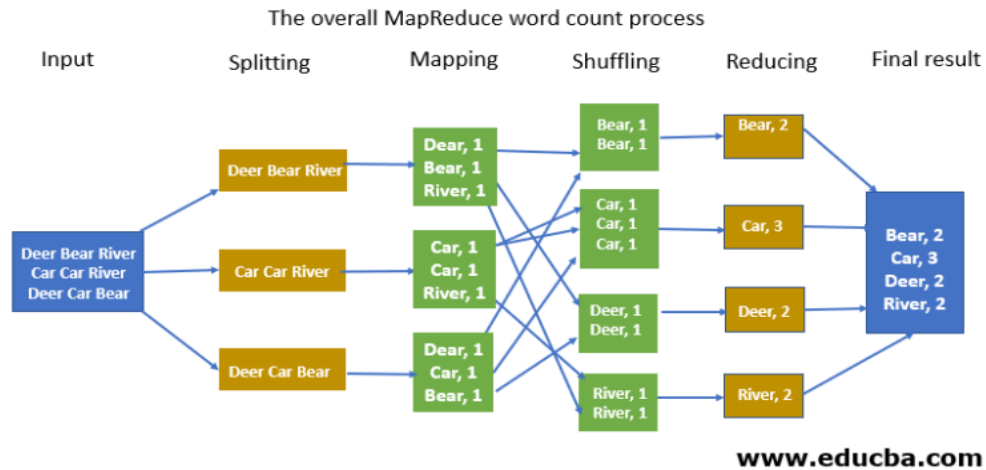 The overall MapReduce word count process
Input
Splitting
Mapping
Shuffling
Reducing
Final result
Deer Bear River
Car Car River
Deer Car Bear
Deer Bear River
Car Car River
Deer Car Bear
Dear, 1
Bear, 1
River, 1
Car, 1
Car, 1
River, 1
Dear, 1
Car, 1
Bear, 1
Bear, 1
Bear, 1
Car, 1
Car, 1
Car, 1
Deer, 1
Deer, 1
River, 1
River, 1
Bear, 2
Car, 3
Deer, 2
River, 2
Bear, 2
Car, 3
Deer, 2
River, 2
www.educba.com